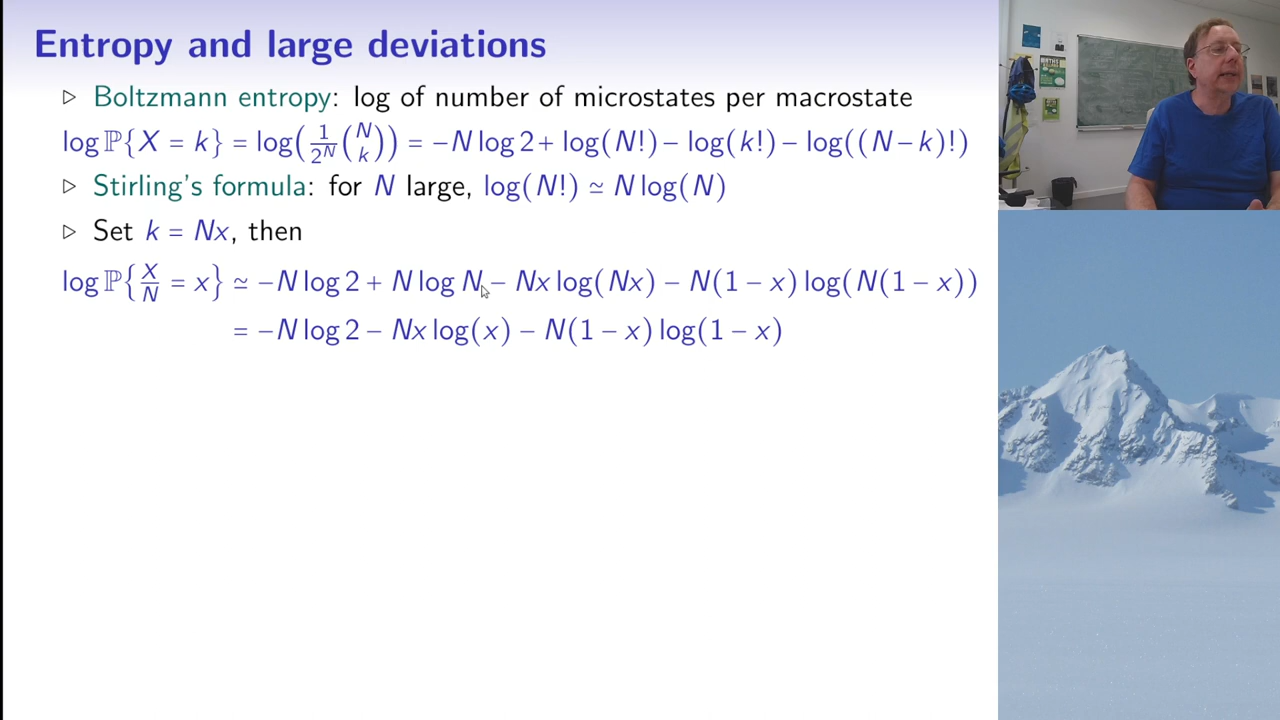 Entropy and large deviations
▷ Boltzmann entropy: log of number of microstates per macrostate
log ℙ{X = k} = log(1/2^N (N k)) = −N log 2 + log(N!) − log(k!) − log((N − k)!)
▷ Stirling's formula: for N large, log(N!) ≃ N log(N)
▷ Set k = Nx, then
log ℙ{X/N = x} ≃ −N log 2 + N log N − Nx log(Nx) − N(1 − x) log(N(1 − x))
= −N log 2 − Nx log(x) − N(1 − x) log(1 − x)